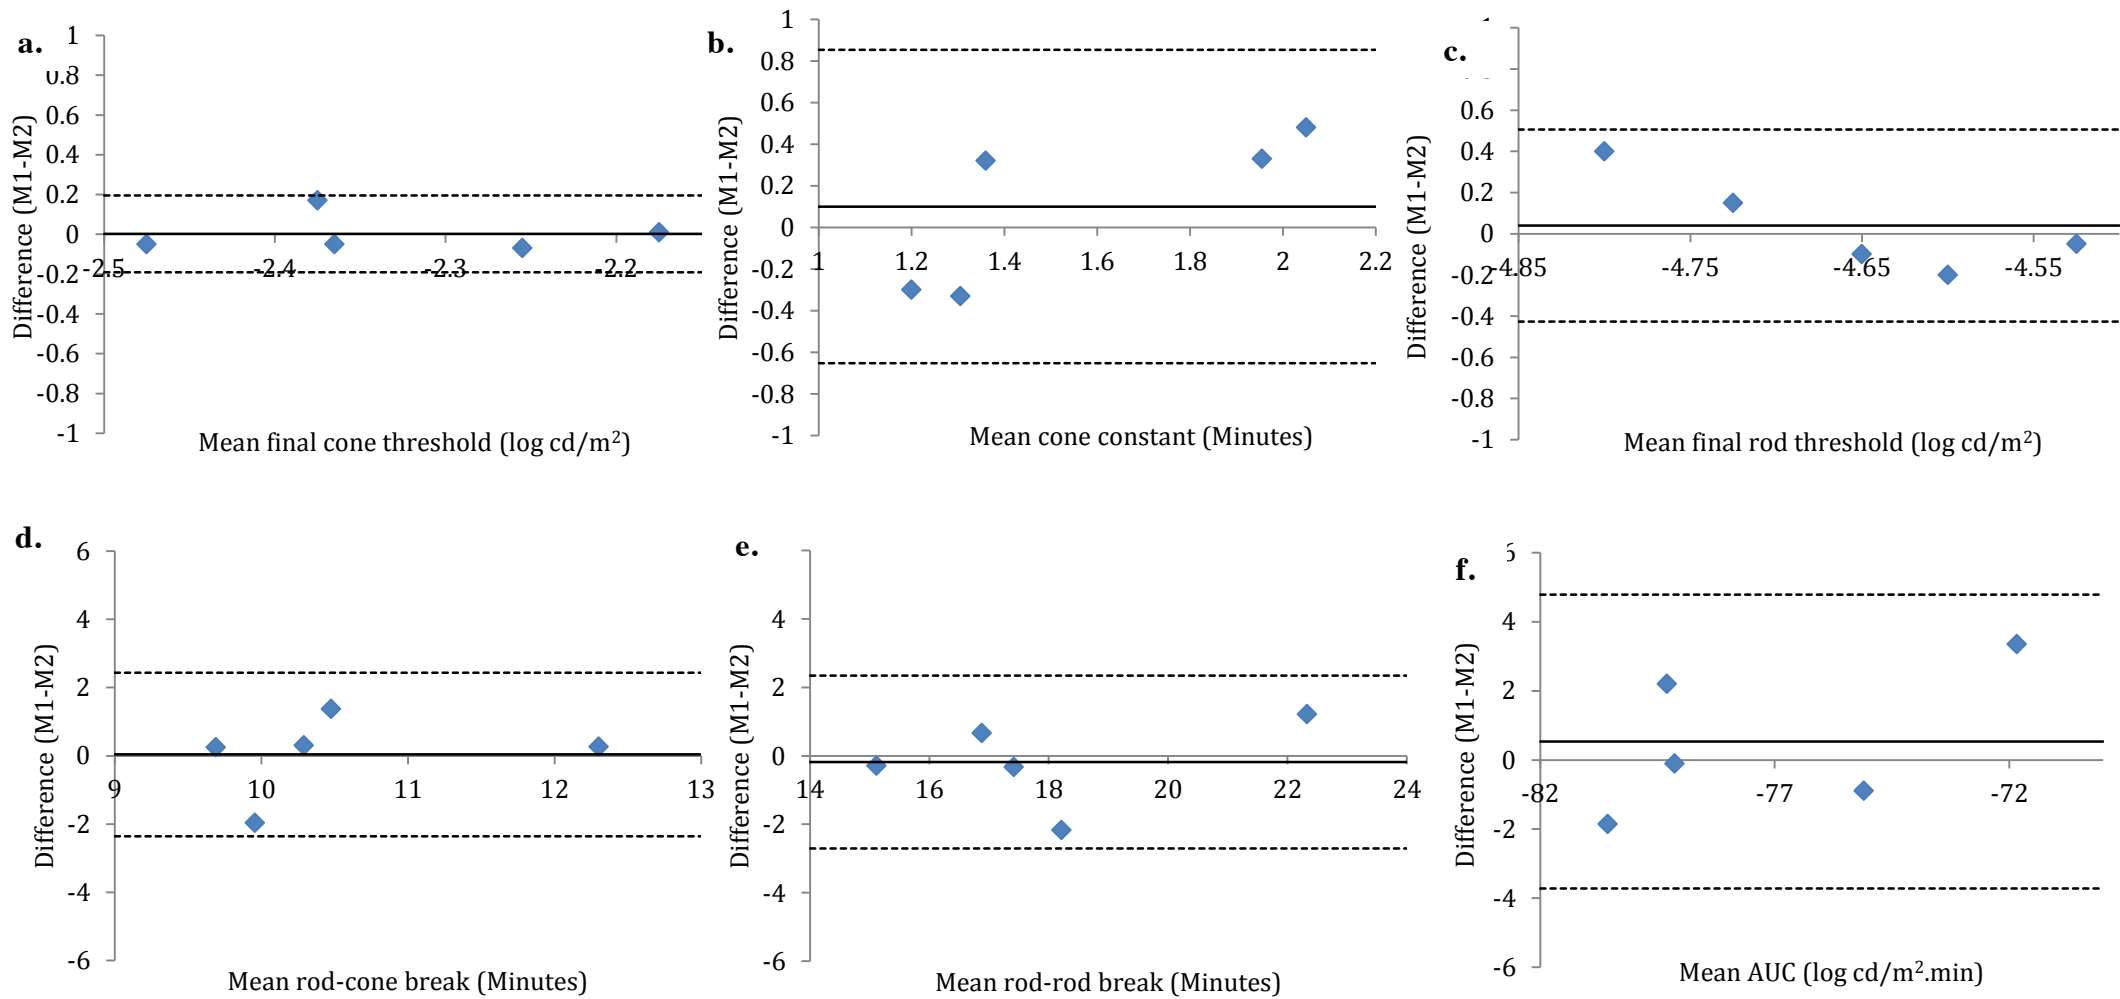 a.
1
0.8
0.6
0.4
0.2
0
-0.2
-0.4
-0.6
-0.8
-1
-2.5 -2.4 -2.3 -2.2
Difference (M1-M2)
Mean final cone threshold (log cd/m²)
b.
1
0.8
0.6
0.4
0.2
0
-0.2
-0.4
-0.6
-0.8
-1
1 1.2 1.4 1.6 1.8 2 2.2
Difference (M1-M2)
Mean cone constant (Minutes)
c.
0.6
0.4
0.2
0
-0.2
-0.4
-0.6
-0.8
-1
-4.85 -4.75 -4.65 -4.55
Difference (M1-M2)
Mean final rod threshold (log cd/m²)
d.
6
4
2
0
-2
-4
-6
9 10 11 12 13
Difference (M1-M2)
Mean rod-cone break (Minutes)
e.
4
2
0
-2
-4
-6
14 16 18 20 22 24
Difference (M1-M2)
Mean rod-rod break (Minutes)
f.
4
2
0
-2
-4
-6
-82 -77 -72
Difference (M1-M2)
Mean AUC (log cd/m².min)